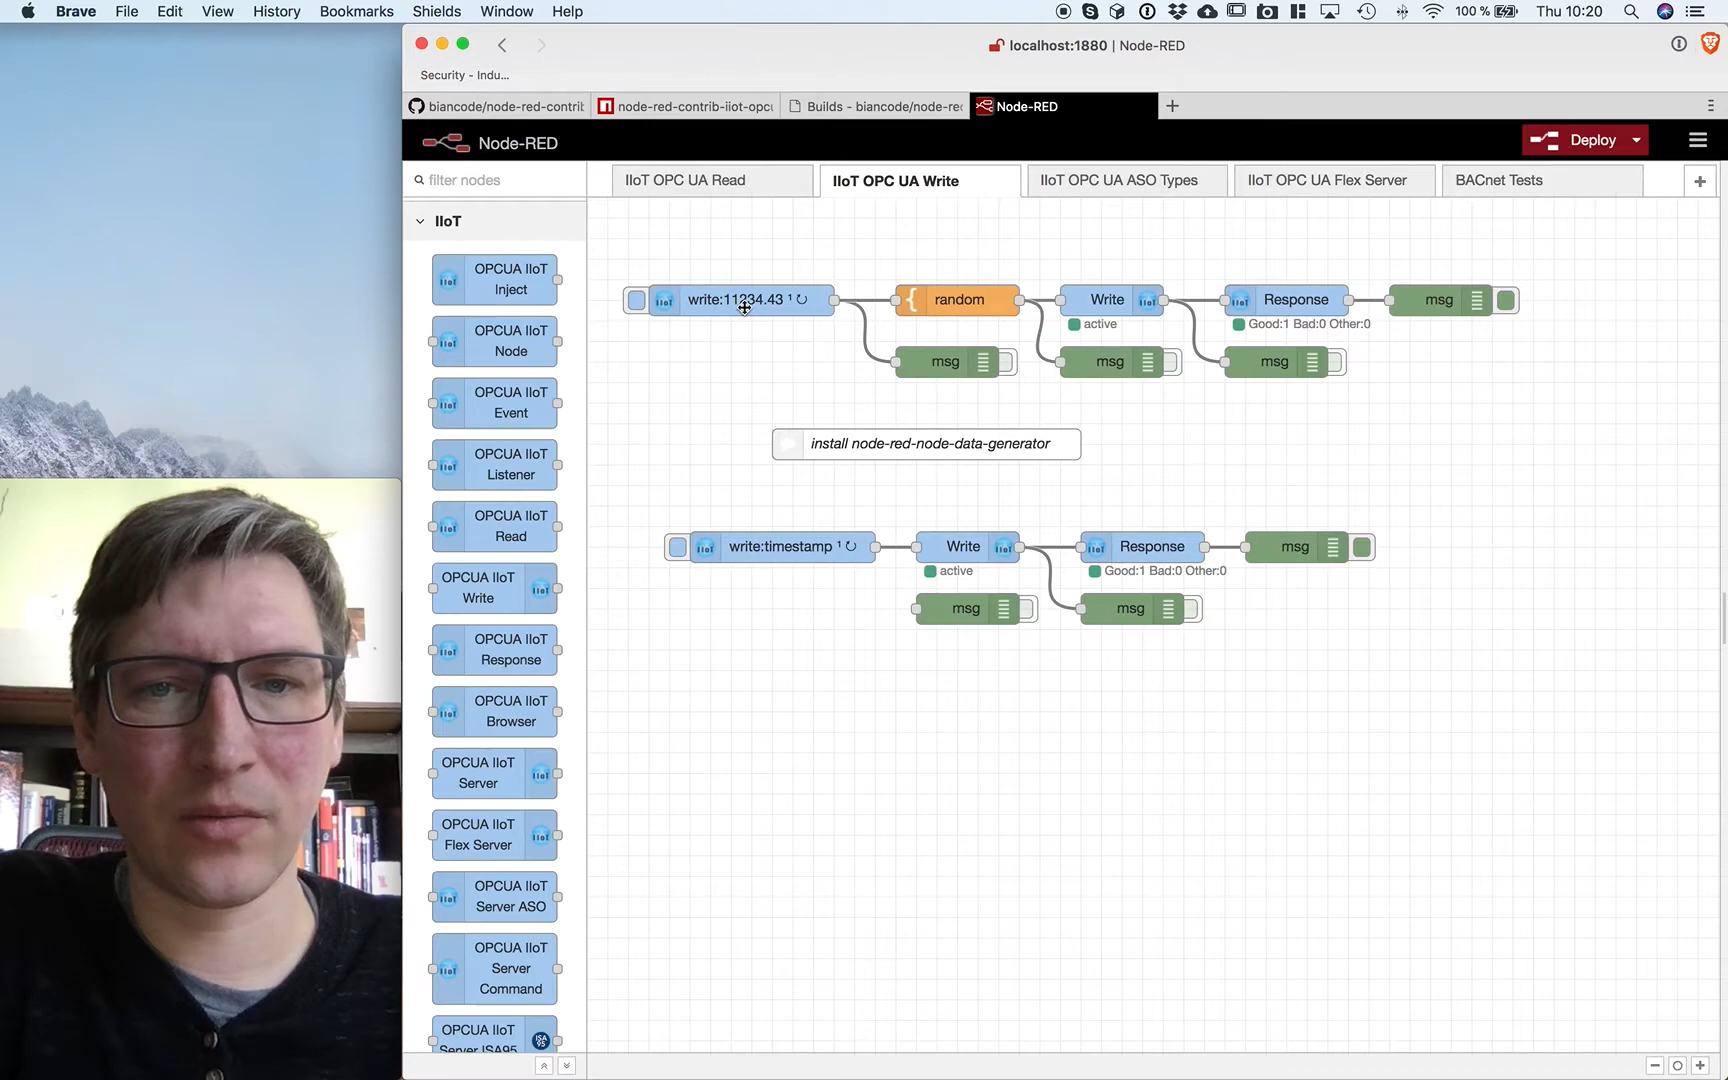 Brave File Edit View History Bookmarks Shields Window Help 100 % Thu 10:20
localhost:1880 | Node-RED
Security - Indu...
biancode/node-red-contrib node-red-contrib-iiot-opcu Builds - biancode/node-red Node-RED
Node-RED Deploy
filter nodes IIoT OPC UA Read IIoT OPC UA Write IIoT OPC UA ASO Types IIoT OPC UA Flex Server BACnet Tests
IIoT
OPCUA IIoT
Inject
OPCUA IIoT
Node
OPCUA IIoT
Event
OPCUA IIoT
Listener
OPCUA IIoT
Read
OPCUA IIoT
Write
OPCUA IIoT
Response
OPCUA IIoT
Browser
OPCUA IIoT
Server
OPCUA IIoT
Flex Server
OPCUA IIoT
Server ASO
OPCUA IIoT
Server
Command
OPCUA IIoT
Server ISA95
write:11234.43 ¹ ↻ random Write Response msg
active Good:1 Bad:0 Other:0
msg msg msg
install node-red-node-data-generator
write:timestamp ¹ ↻ Write Response msg
active Good:1 Bad:0 Other:0
msg msg